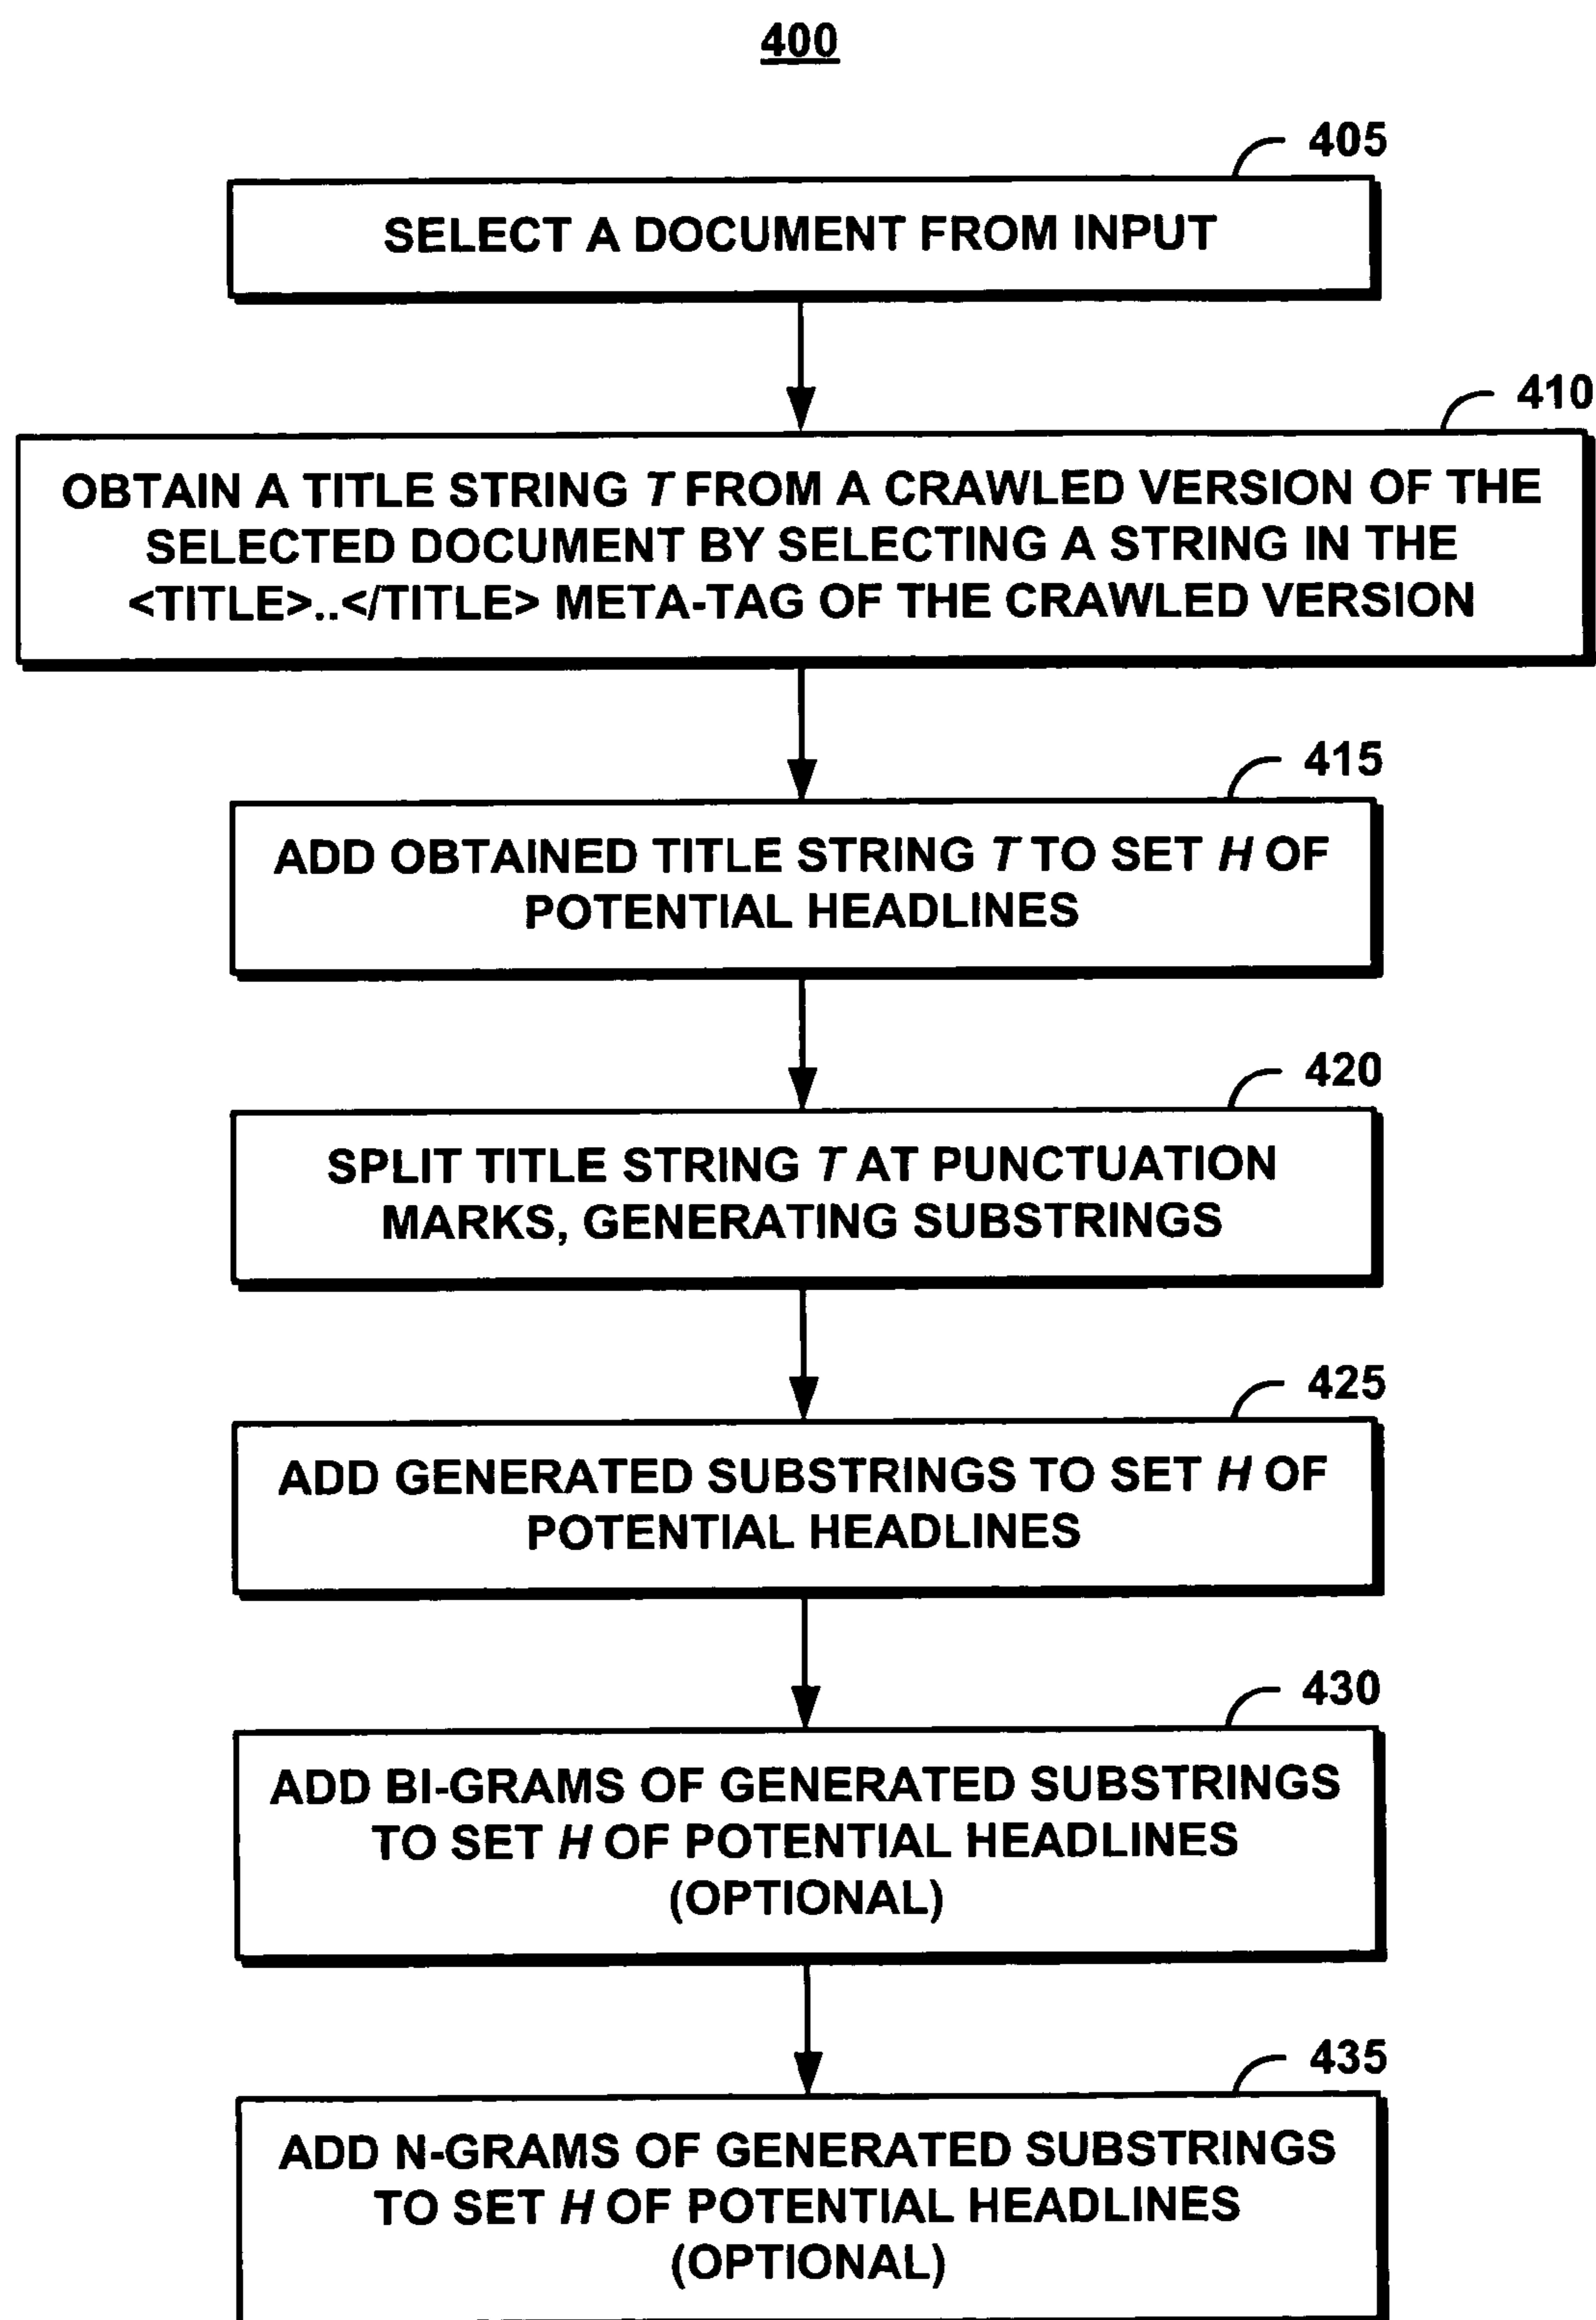 400
405
SELECT A DOCUMENT FROM INPUT
410
OBTAIN A TITLE STRING T FROM A CRAWLED VERSION OF THE
SELECTED DOCUMENT BY SELECTING A STRING IN THE
<TITLE>..</TITLE> META-TAG OF THE CRAWLED VERSION
415
ADD OBTAINED TITLE STRING T TO SET H OF
POTENTIAL HEADLINES
420
SPLIT TITLE STRING T AT PUNCTUATION
MARKS, GENERATING SUBSTRINGS
425
ADD GENERATED SUBSTRINGS TO SET H OF
POTENTIAL HEADLINES
430
ADD BI-GRAMS OF GENERATED SUBSTRINGS
TO SET H OF POTENTIAL HEADLINES
(OPTIONAL)
435
ADD N-GRAMS OF GENERATED SUBSTRINGS
TO SET H OF POTENTIAL HEADLINES
(OPTIONAL)